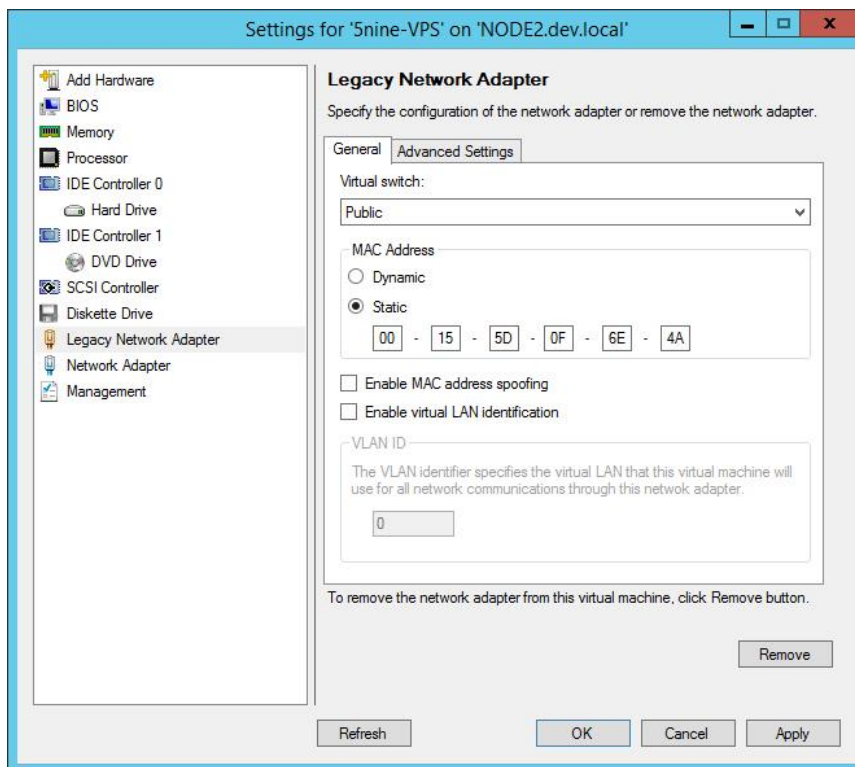 Settings for '5nine-VPS' on 'NODE2.dev.local'
Add Hardware
BIOS
Memory
Processor
IDE Controller 0
Hard Drive
IDE Controller 1
DVD Drive
SCSI Controller
Diskette Drive
Legacy Network Adapter
Network Adapter
Management
Legacy Network Adapter
Specify the configuration of the network adapter or remove the network adapter.
General Advanced Settings
Virtual switch:
Public
MAC Address
Dynamic
Static
00 - 15 - 5D - 0F - 6E - 4A
Enable MAC address spoofing
Enable virtual LAN identification
VLAN ID
The VLAN identifier specifies the virtual LAN that this virtual machine will
use for all network communications through this netwok adapter.
0
To remove the network adapter from this virtual machine, click Remove button.
Remove
Refresh OK Cancel Apply